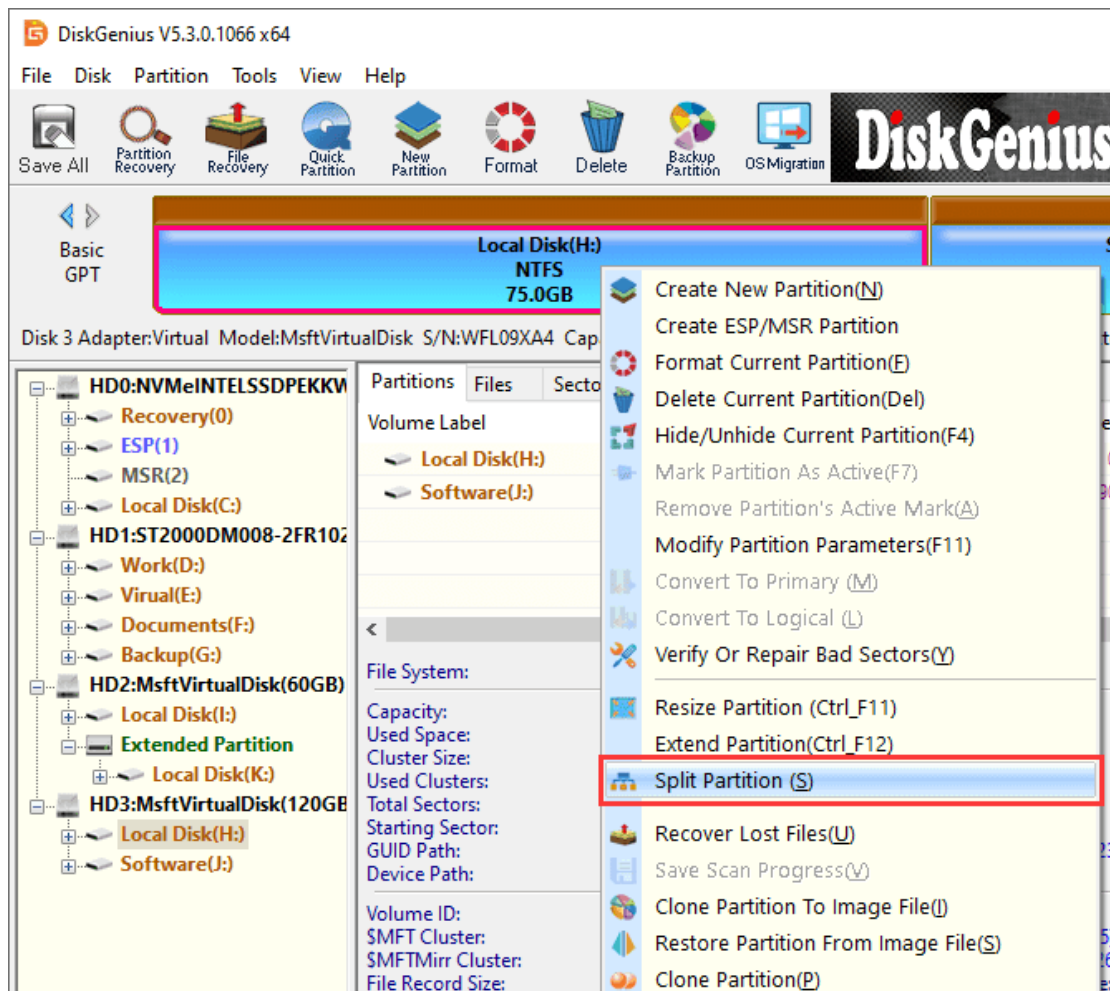 DiskGenius V5.3.0.1066 x64
File Disk Partition Tools View Help
Save All
Partition Recovery
File Recovery
Quick Partition
New Partition
Format
Delete
Backup Partition
OS Migration
DiskGenius
Basic
GPT
Local Disk(H:)
NTFS
75.0GB
Disk 3 Adapter:Virtual Model:MsftVirtualDisk S/N:WFL09XA4
HD0:NVMeINTELSSDPEKKW
Recovery(0)
ESP(1)
MSR(2)
Local Disk(C:)
HD1:ST2000DM008-2FR102
Work(D:)
Virual(E:)
Documents(F:)
Backup(G:)
HD2:MsftVirtualDisk(60GB)
Local Disk(I:)
Extended Partition
Local Disk(K:)
HD3:MsftVirtualDisk(120GB
Local Disk(H:)
Software(J:)
Partitions Files Secto
Volume Label
Local Disk(H:)
Software(J:)
File System:
Capacity:
Used Space:
Cluster Size:
Used Clusters:
Total Sectors:
Starting Sector:
GUID Path:
Device Path:
Volume ID:
$MFT Cluster:
$MFTMirr Cluster:
File Record Size:
Create New Partition(N)
Create ESP/MSR Partition
Format Current Partition(F)
Delete Current Partition(Del)
Hide/Unhide Current Partition(F4)
Mark Partition As Active(F7)
Remove Partition's Active Mark(A)
Modify Partition Parameters(F11)
Convert To Primary (M)
Convert To Logical (L)
Verify Or Repair Bad Sectors(Y)
Resize Partition (Ctrl_F11)
Extend Partition(Ctrl_F12)
Split Partition (S)
Recover Lost Files(U)
Save Scan Progress(V)
Clone Partition To Image File(I)
Restore Partition From Image File(S)
Clone Partition(P)